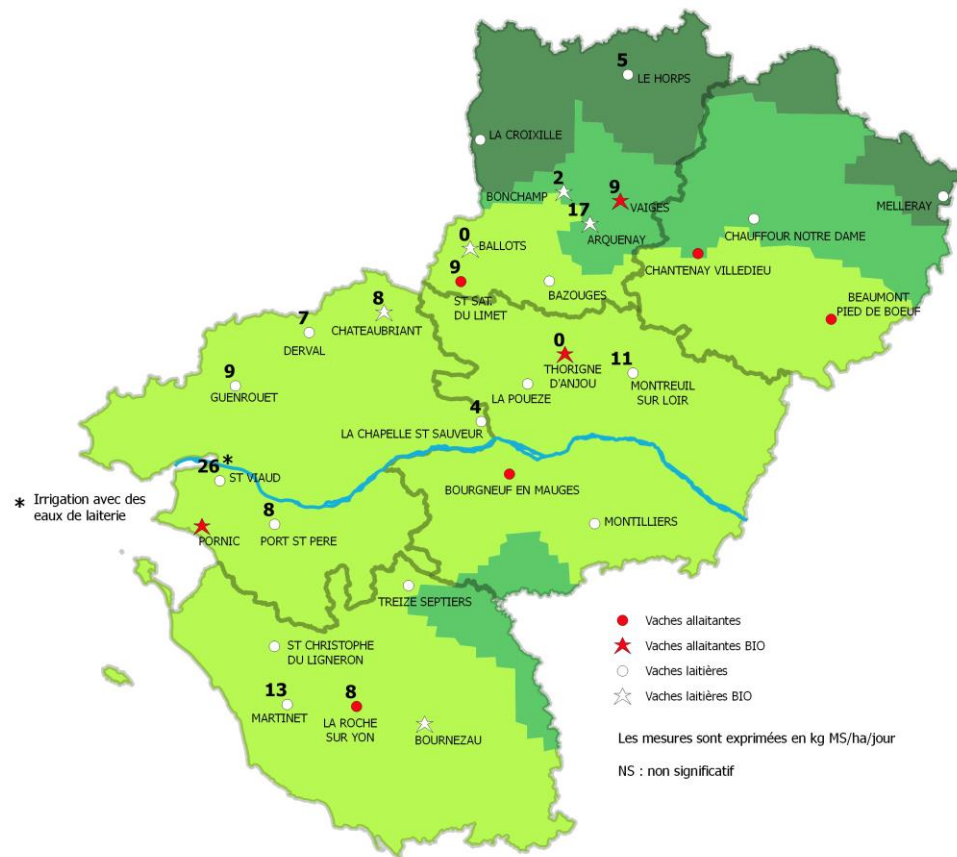 5
LE HORPS
LA CROIXILLE
2
BONCHAMP
9
VAIGES
MELLERAY
17
ARQUENAY
CHAUFFOUR NOTRE DAME
0
BALLOTS
CHANTENAY VILLEDIEU
9
ST SAT.
DU LIMET
BAZOUGES
BEAUMONT
PIED DE BOEUF
8
CHATEAUBRIANT
7
DERVAL
0
THORIGNE
D'ANJOU
11
MONTREUIL
SUR LOIR
9
GUENROUET
LA POUEZE
4
LA CHAPELLE ST SAUVEUR
26*
ST VIAUD
BOURGNEUF EN MAUGES
* Irrigation avec des
eaux de laiterie
8
PORT ST PERE
PORNIC
MONTILLIERS
TREIZE SEPTIERS
ST CHRISTOPHE
DU LIGNERON
13
MARTINET
8
LA ROCHE
SUR YON
BOURNEZAU
Vaches allaitantes
Vaches allaitantes BIO
Vaches laitières
Vaches laitières BIO
Les mesures sont exprimées en kg MS/ha/jour
NS : non significatif